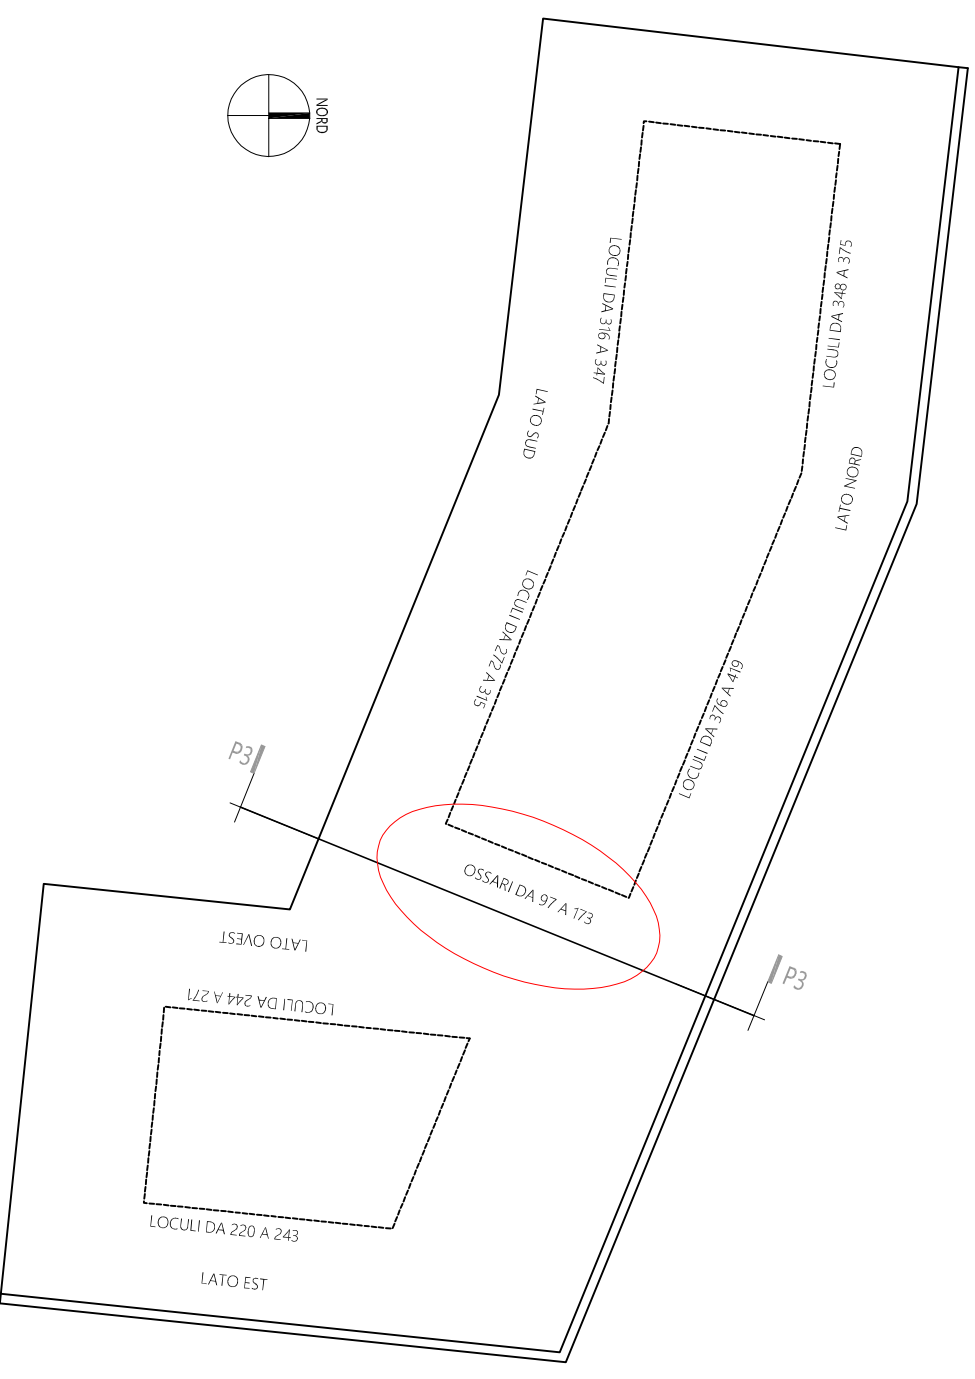 NORD
LOCULI DA 316 A 347
LOCULI DA 348 A 375
LATO SUD
LATO NORD
LOCULI DA 272 A 315
LOCULI DA 376 A 419
P3
OSSARI DA 97 A 173
P3
LATO OVEST
LOCULI DA 244 A 271
LOCULI DA 220 A 243
LATO EST